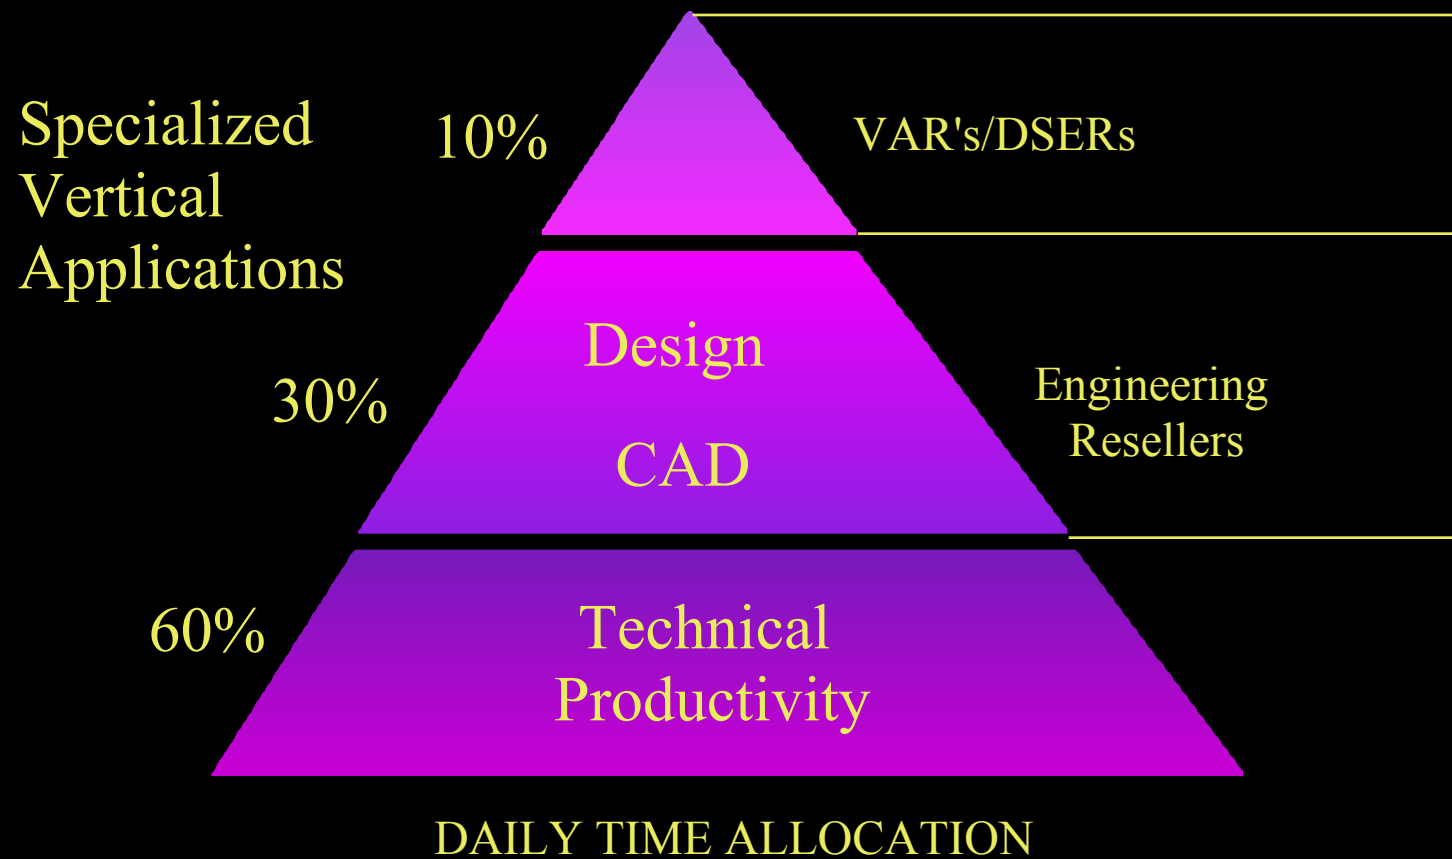 Specialized
Vertical
Applications
10%
VAR's/DSERs
30%
Design
CAD
Engineering
Resellers
60%
Technical
Productivity
DAILY TIME ALLOCATION